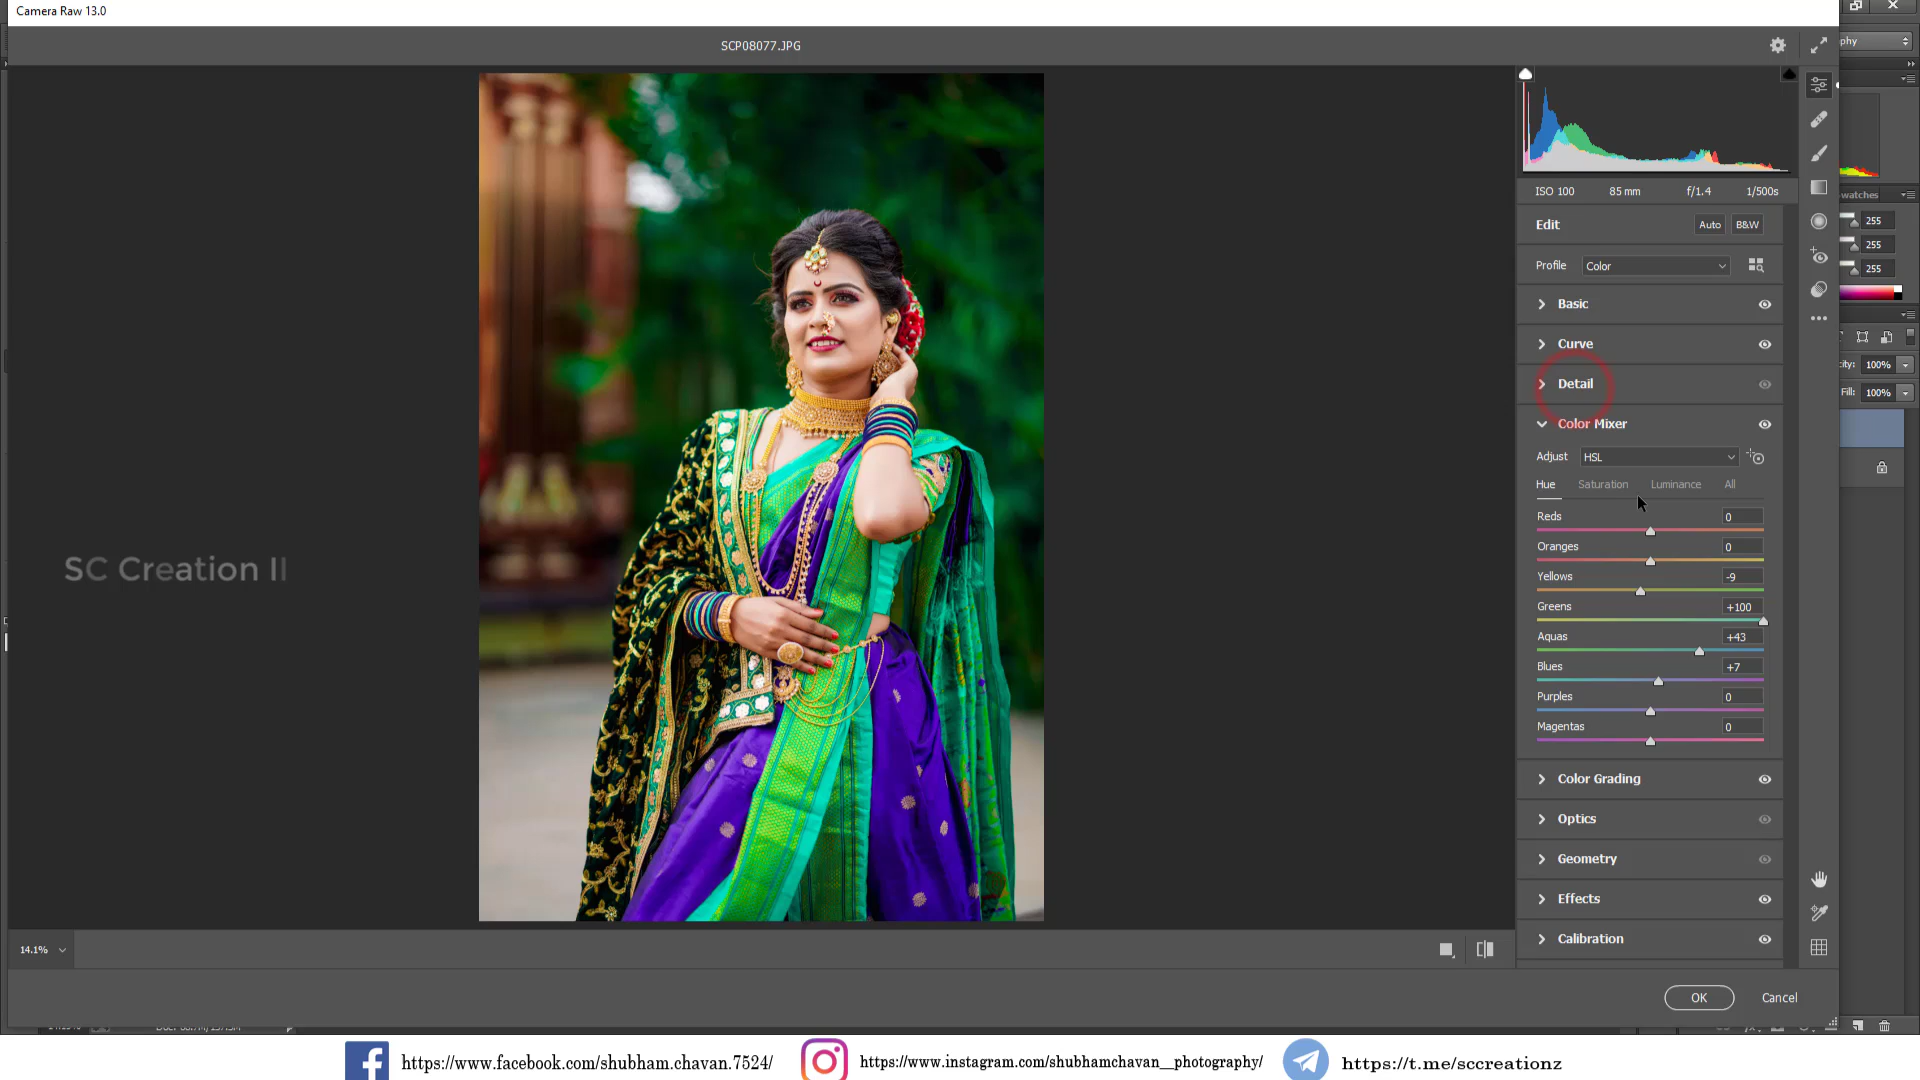 Camera Raw 13.0
SCP08077.JPG
phy
ISO 100 85 mm f/1.4 1/500s
watches
255
255
255
Edit Auto B&W
Profile Color
Basic
Curve
city: 100%
Detail
Fill: 100%
Color Mixer
Adjust HSL
Hue Saturation Luminance All
Reds 0
Oranges 0
Yellows -9
Greens +100
Aquas +43
Blues +7
Purples 0
Magentas 0
SC Creation
Color Grading
Optics
Geometry
Effects
Calibration
14.1%
OK Cancel
https://www.facebook.com/shubham.chavan.7524/ https://www.instagram.com/shubhamchavan__photography/ https://t.me/sccreationz